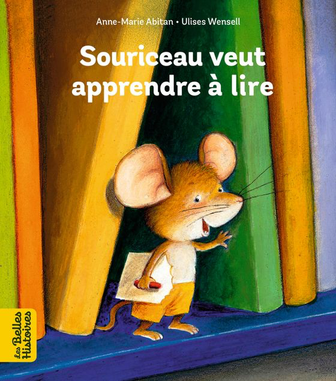 Anne-Marie Abitan • Ulises Wensell
Souriceau veut
apprendre à lire
Les Belles
Histoires